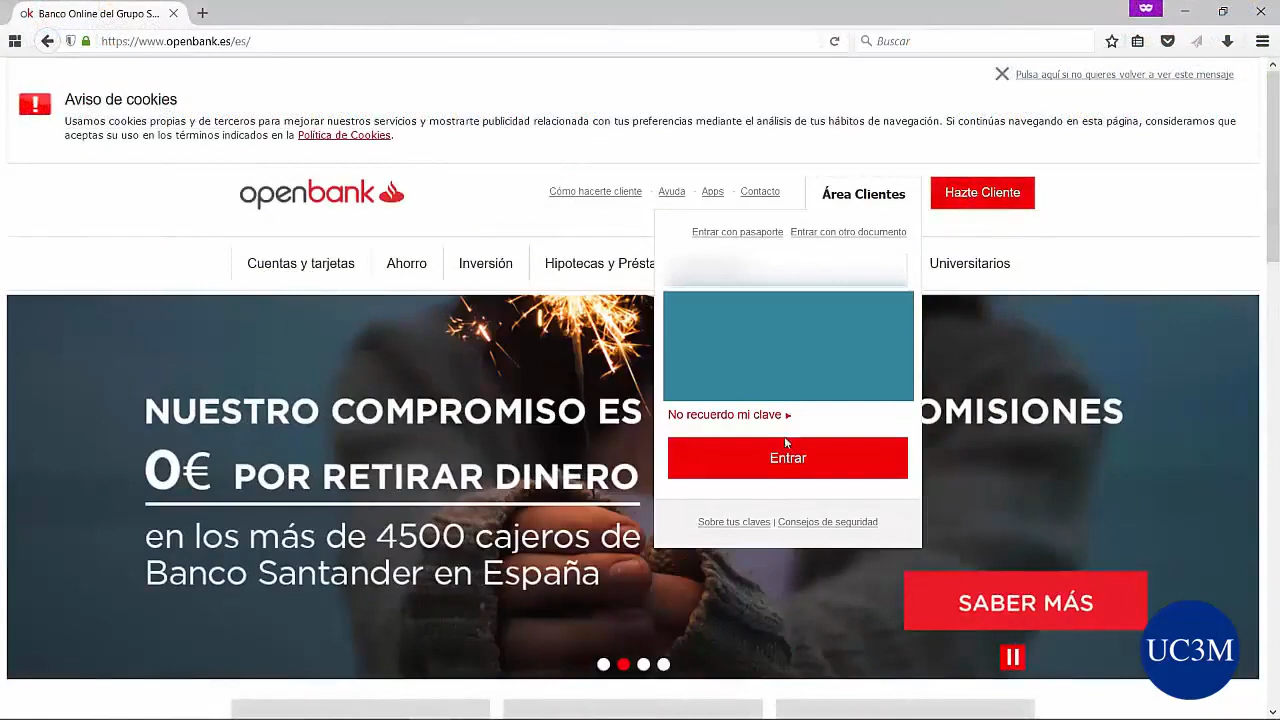 ok Banco Online del Grupo S...
https://www.openbank.es/es/
Buscar
Pulsa aquí si no quieres volver a ver este mensaje
Aviso de cookies
Usamos cookies propias y de terceros para mejorar nuestros servicios y mostrarte publicidad relacionada con tus preferencias mediante el análisis de tus hábitos de navegación. Si continúas navegando en esta página, consideramos que
aceptas su uso en los términos indicados en la Política de Cookies.
openbank
Cómo hacerte cliente · Ayuda · Apps · Contacto
Área Clientes
Hazte Cliente
Entrar con pasaporte Entrar con otro documento
Cuentas y tarjetas Ahorro Inversión Hipotecas y Présta Universitarios
No recuerdo mi clave ▸
Entrar
Sobre tus claves | Consejos de seguridad
NUESTRO COMPROMISO ES OMISIONES
0€ POR RETIRAR DINERO
en los más de 4500 cajeros de
Banco Santander en España
SABER MÁS
UC3M